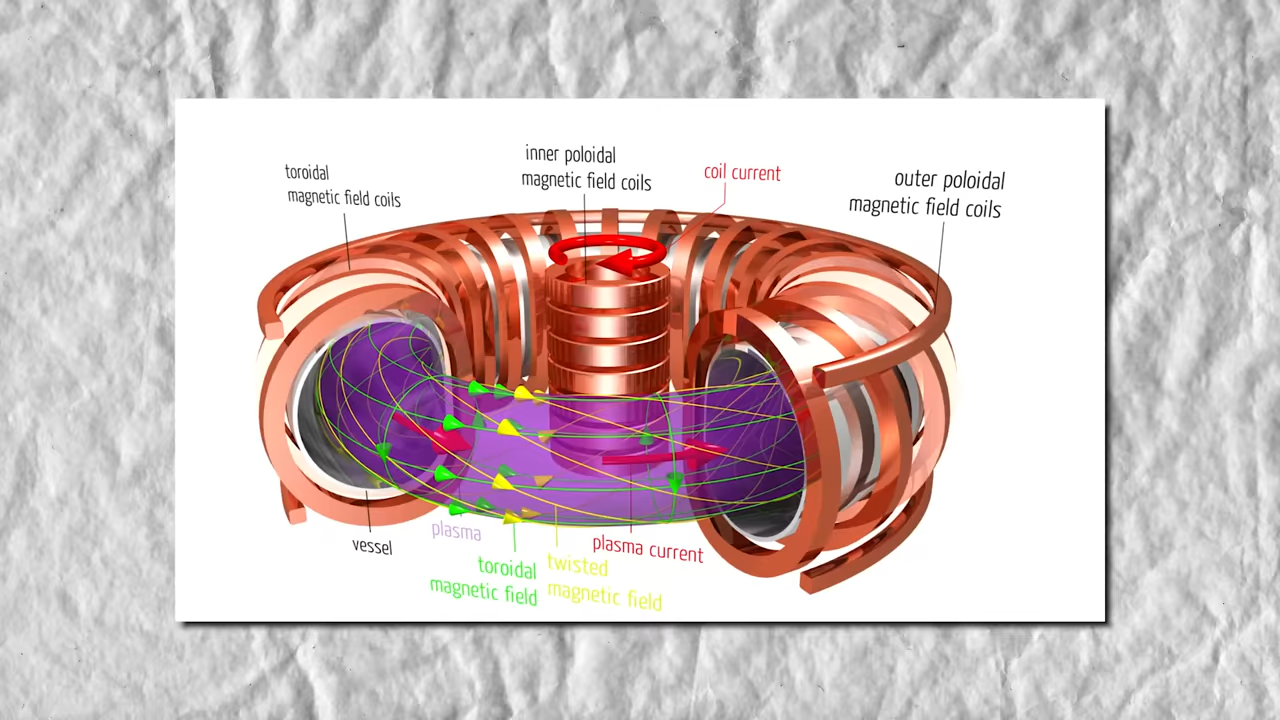 toroidal
magnetic field coils
inner poloidal
magnetic field coils
coil current
outer poloidal
magnetic field coils
vessel
plasma
toroidal
magnetic field
twisted
magnetic field
plasma current